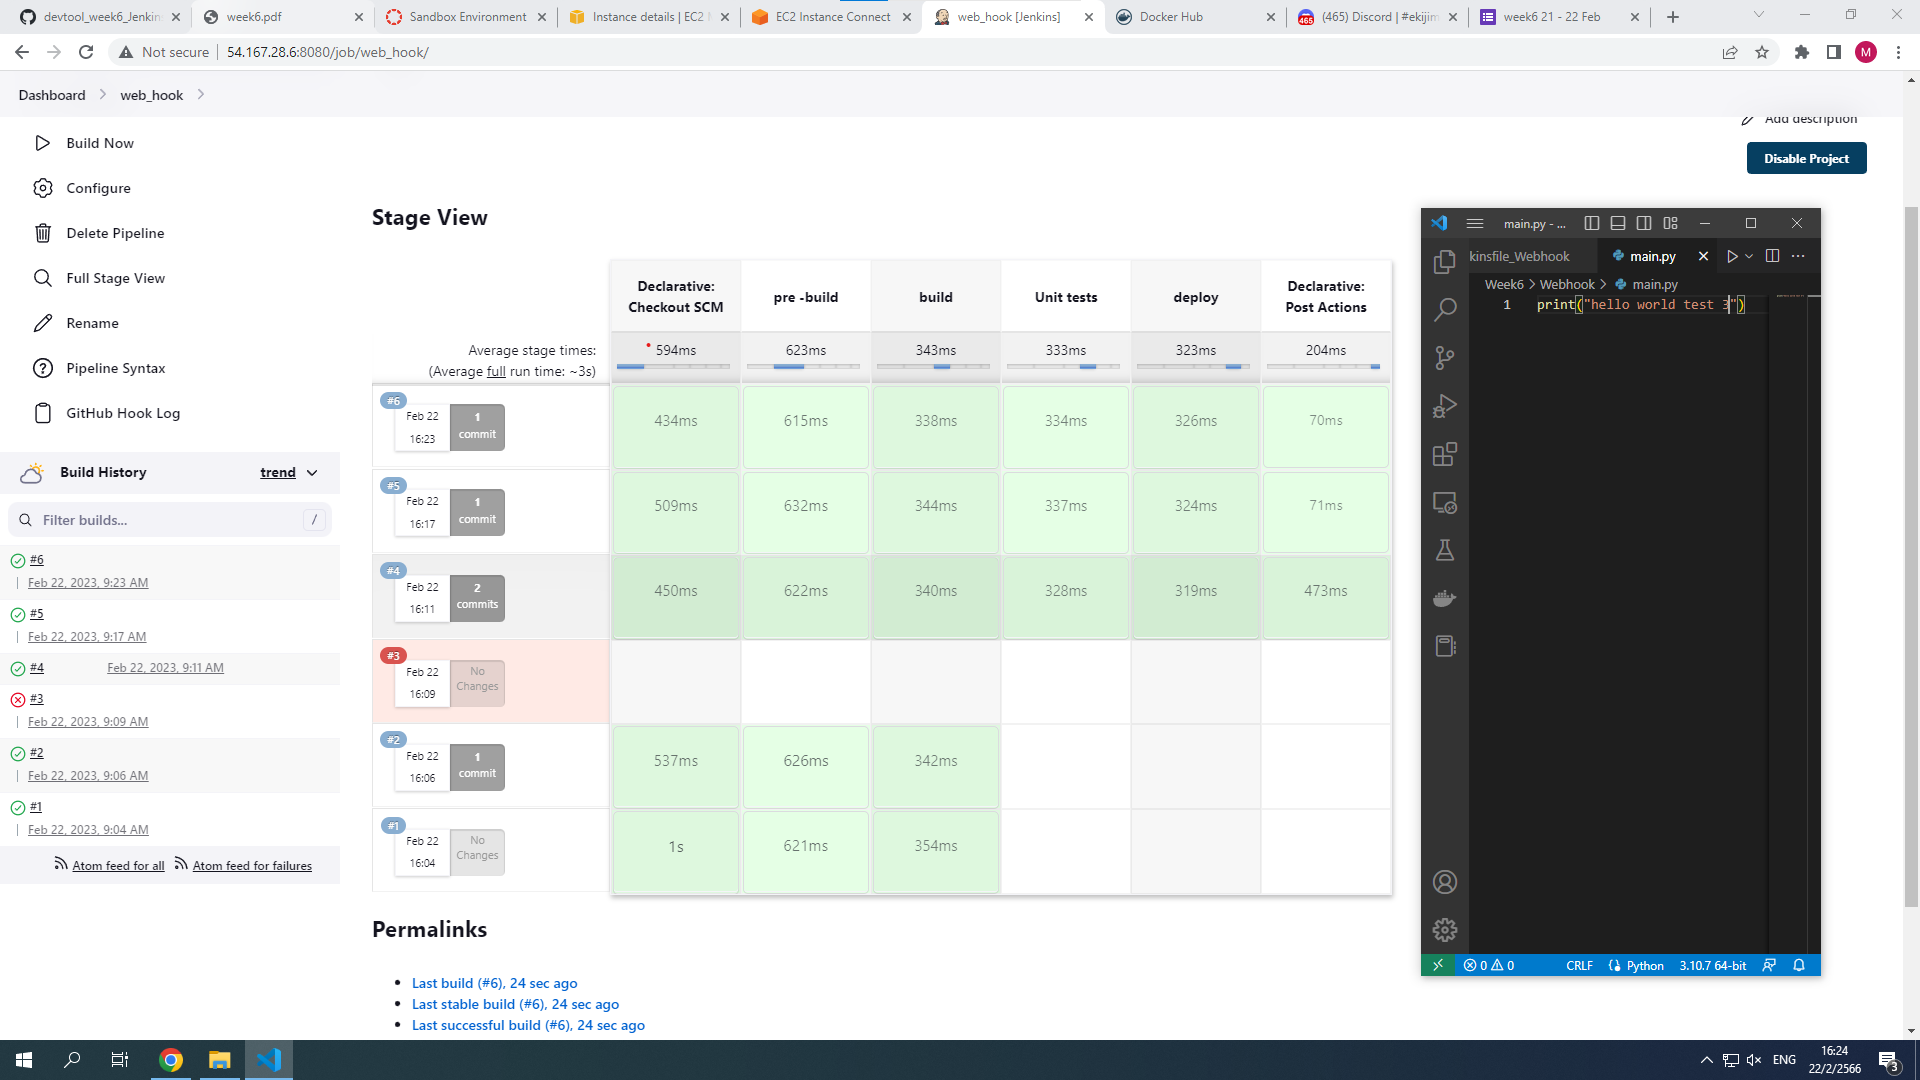 devtool_week6_Jenkin
week6.pdf
Sandbox Environment
Instance details | EC2 M
EC2 Instance Connect
web_hook [Jenkins]
Docker Hub
(465) Discord | #ekijim
week6 21 - 22 Feb
Not secure
54.167.28.6:8080/job/web_hook/
M
Dashboard
web_hook
Build Now
Configure
Delete Pipeline
Full Stage View
Rename
Pipeline Syntax
GitHub Hook Log
Build History
trend
Filter builds...
/
#6
Feb 22, 2023, 9:23 AM
#5
Feb 22, 2023, 9:17 AM
#4 Feb 22, 2023, 9:11 AM
#3
Feb 22, 2023, 9:09 AM
#2
Feb 22, 2023, 9:06 AM
#1
Feb 22, 2023, 9:04 AM
Atom feed for all
Atom feed for failures
Add description
Disable Project
Stage View
Declarative:
Checkout SCM
pre -build
build
Unit tests
deploy
Declarative:
Post Actions
Average stage times:
(Average full run time: ~3s)
594ms 623ms 343ms 333ms 323ms 204ms
#6
Feb 22
16:23
1
commit
434ms 615ms 338ms 334ms 326ms 70ms
#5
Feb 22
16:17
1
commit
509ms 632ms 344ms 337ms 324ms 71ms
#4
Feb 22
16:11
2
commits
450ms 622ms 340ms 328ms 319ms 473ms
#3
Feb 22
16:09
No
Changes
#2
Feb 22
16:06
1
commit
537ms 626ms 342ms
#1
Feb 22
16:04
No
Changes
1s 621ms 354ms
Permalinks
Last build (#6), 24 sec ago
Last stable build (#6), 24 sec ago
Last successful build (#6), 24 sec ago
main.py - ...
kinsfile_Webhook
main.py
Week6 > Webhook > main.py
1 print("hello world test 3")
0 0 CRLF Python 3.10.7 64-bit
ENG
16:24
22/2/2566
3